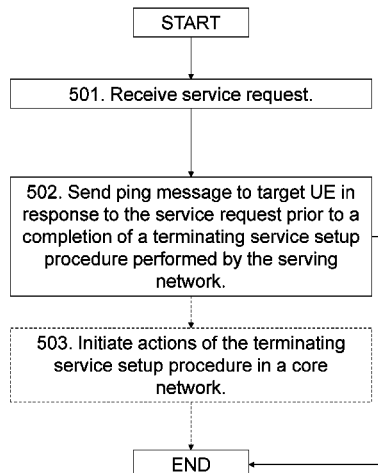 START
501. Receive service request.
502. Send ping message to target UE in
response to the service request prior to a
completion of a terminating service setup
procedure performed by the serving
network.
503. Initiate actions of the terminating
service setup procedure in a core
network.
END